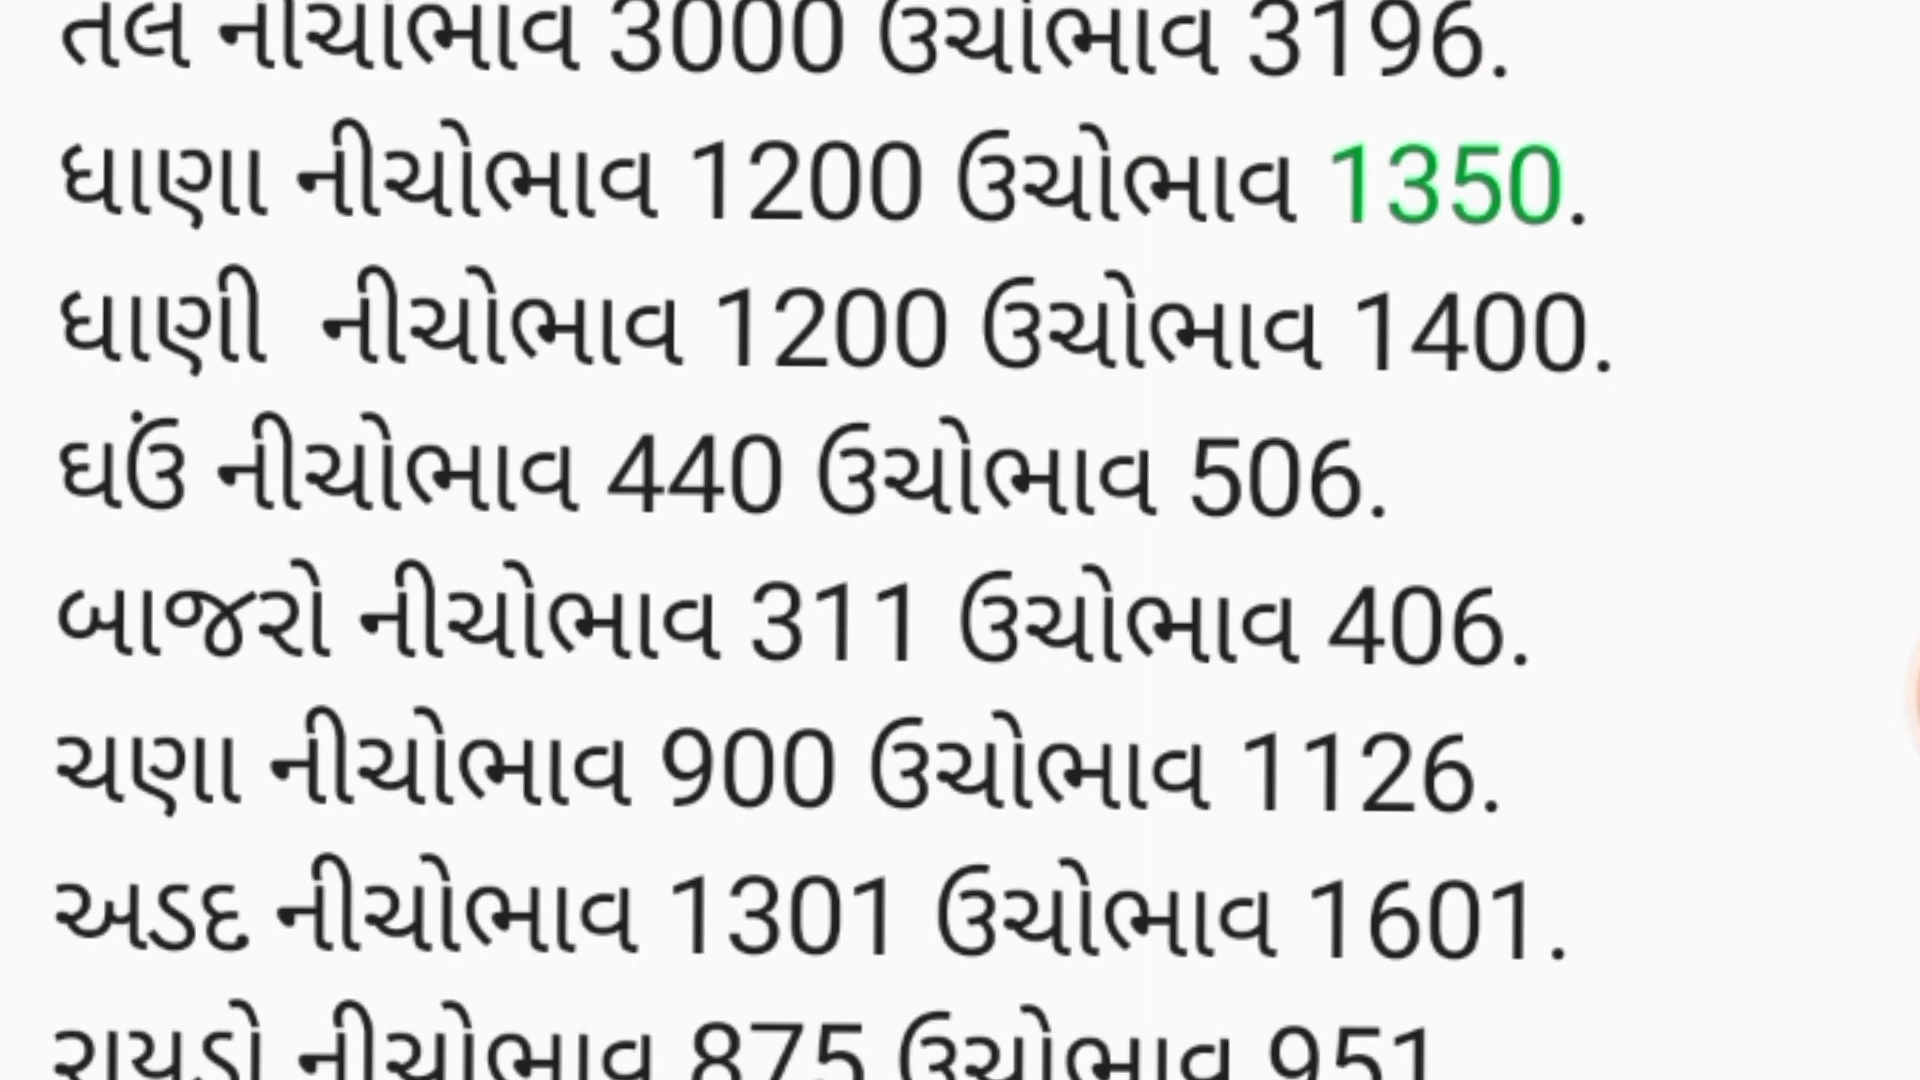 તલ નીચોભાવ 3000 ઉચોભાવ 3196.
ધાણા નીચોભાવ 1200 ઉચોભાવ 1350.
ધાણી  નીચોભાવ 1200 ઉચોભાવ 1400.
ઘઉં નીચોભાવ 440 ઉચોભાવ 506.
બાજરો નીચોભાવ 311 ઉચોભાવ 406.
ચણા નીચોભાવ 900 ઉચોભાવ 1126.
અડદ નીચોભાવ 1301 ઉચોભાવ 1601.
રાયડો નીચોભાવ 875 ઉચોભાવ 951